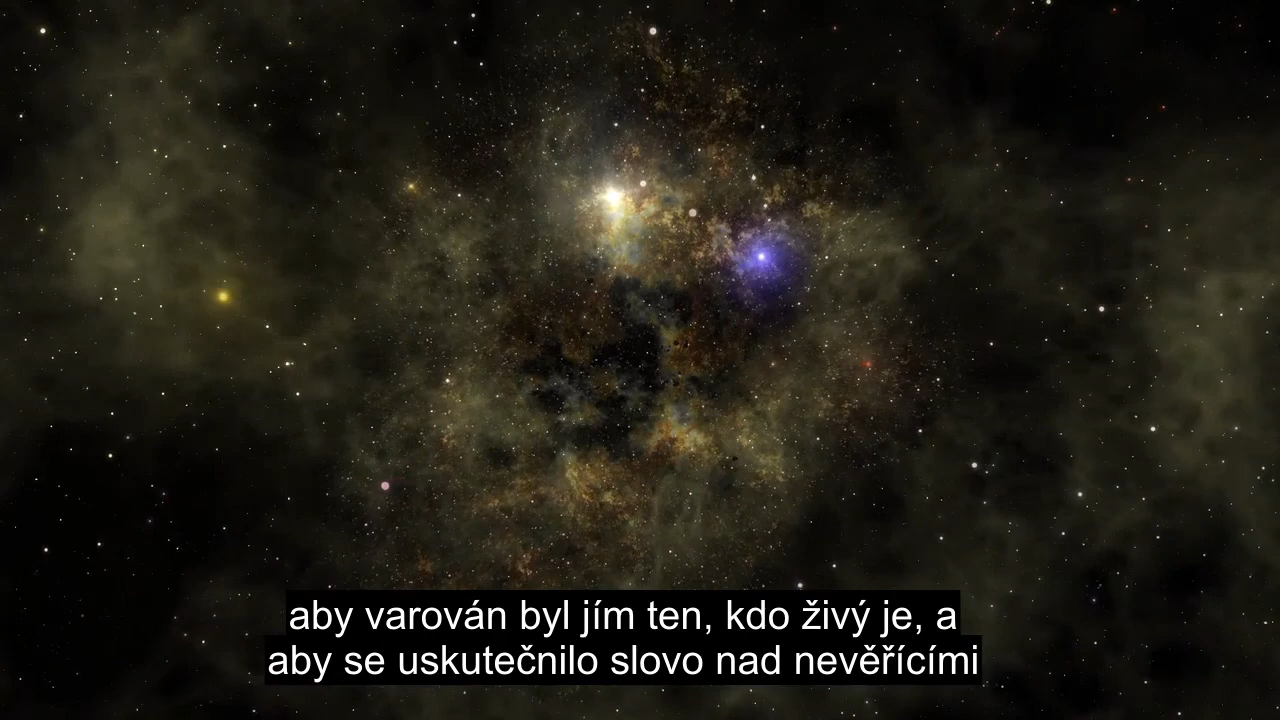 aby varován byl jím ten, kdo živý je, a
aby se uskutečnilo slovo nad nevěřícími